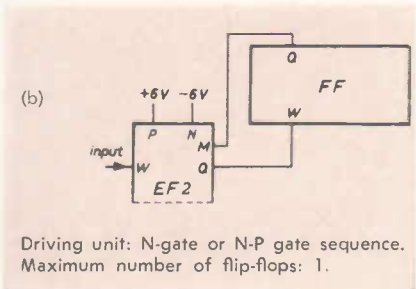 (b)
+6V -6V
Q
FF
W
P N
M
input
W Q
EF2
Driving unit: N-gate or N-P gate sequence.
Maximum number of flip-flops: 1.